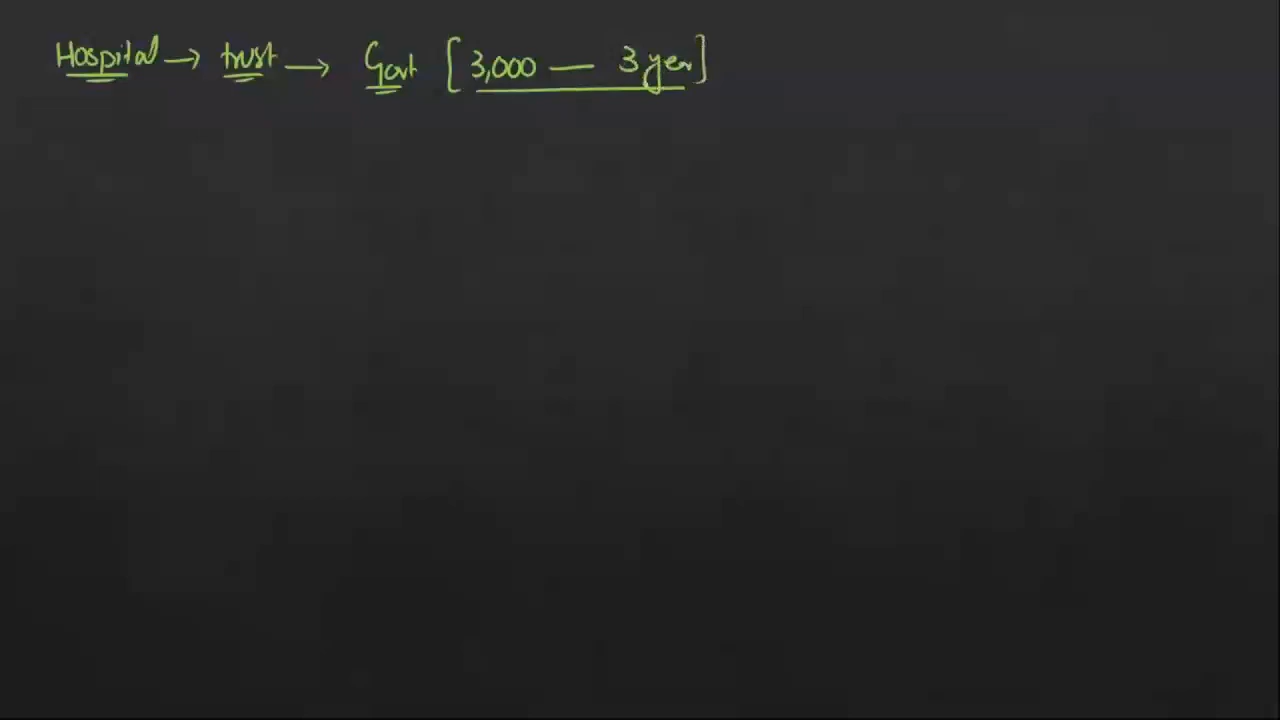 Hospital → trust → Govt [3,000 — 3 year]